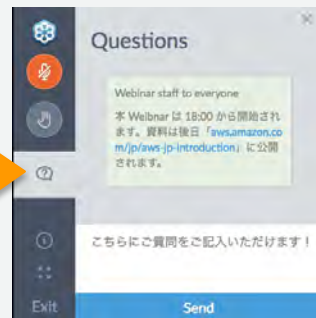 Questions
Webinar staff to everyone
本 Weibnar は 18:00 から開始され
ます。資料は後日「aws.amazon.co
m/jp/aws-jp-introduction」に公開
されます。
こちらにご質問をご記入いただけます！
Exit
Send